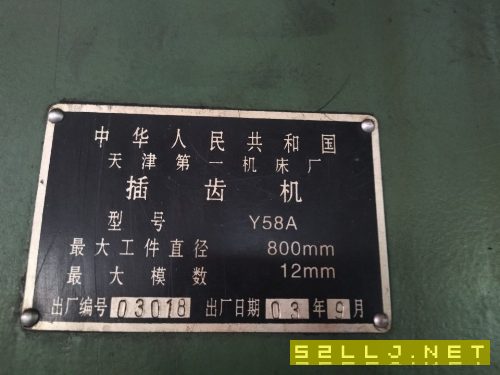 中华人民共和国
天津第一机床厂
插齿机
型号 Y58A
最大工件直径 800mm
最大模数 12mm
出厂编号 03018 出厂日期 03年9月
52LLJ.NET